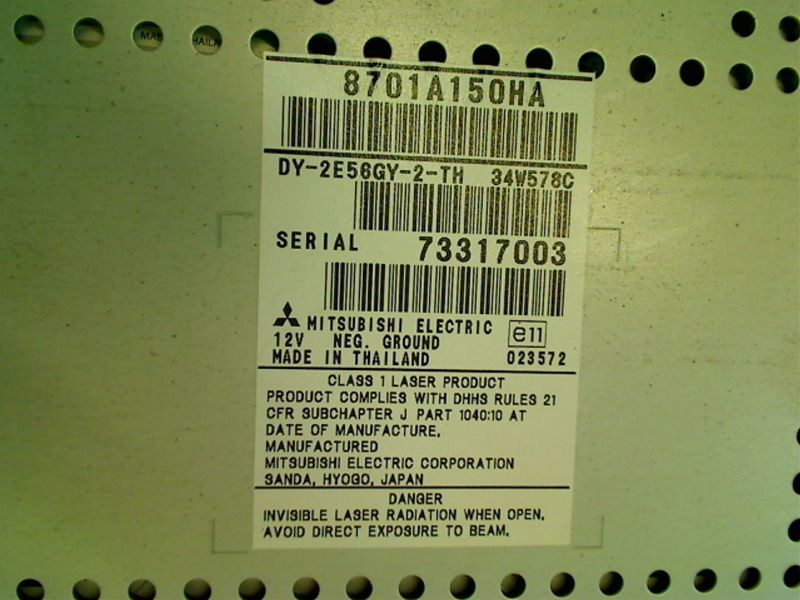 8701A150HA
DY-2E56GY-2-TH 34W578C
SERIAL 73317003
MITSUBISHI ELECTRIC e11
12V NEG. GROUND
MADE IN THAILAND 023572
CLASS 1 LASER PRODUCT
PRODUCT COMPLIES WITH DHHS RULES 21
CFR SUBCHAPTER J PART 1040:10 AT
DATE OF MANUFACTURE.
MANUFACTURED
MITSUBISHI ELECTRIC CORPORATION
SANDA, HYOGO, JAPAN
DANGER
INVISIBLE LASER RADIATION WHEN OPEN.
AVOID DIRECT EXPOSURE TO BEAM.